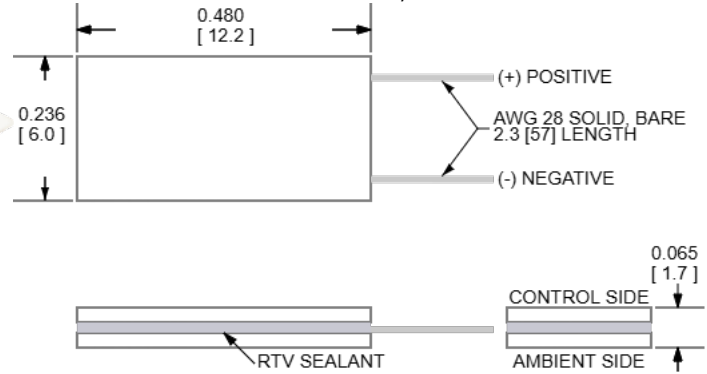 0.480
[ 12.2 ]
(+) POSITIVE
0.236
[ 6.0 ]
AWG 28 SOLID, BARE
2.3 [57] LENGTH
(-) NEGATIVE
0.065
[ 1.7 ]
CONTROL SIDE
RTV SEALANT
AMBIENT SIDE